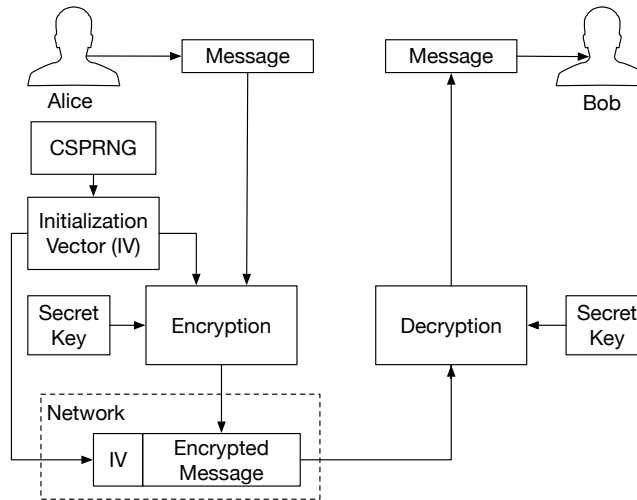 Message
Message
Alice
Bob
CSPRNG
Initialization
Vector (IV)
Secret
Key
Encryption
Decryption
Secret
Key
Network
IV
Encrypted
Message